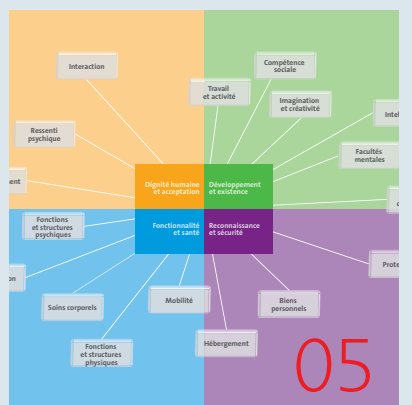 Interaction
Compétence
sociale
Travail
et activité
Imagination
et créativité
Ressenti
psychique
Facultés
mentales
Dignité humaine
et acceptation
Développement
et existence
Fonctionnalité
et santé
Reconnaissance
et sécurité
Fonctions
et structures
psychiques
Soins corporels
Mobilité
Biens
personnels
Hébergement
Fonctions
et structures
physiques
05